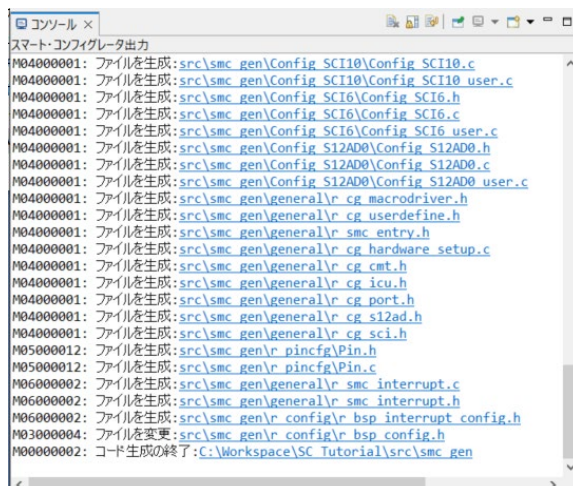 コンソール ×
スマート・コンフィグレータ出力
M04000001: ファイルを生成:src\smc_gen\Config_SCI10\Config_SCI10.c
M04000001: ファイルを生成:src\smc_gen\Config_SCI10\Config_SCI10_user.c
M04000001: ファイルを生成:src\smc_gen\Config_SCI6\Config_SCI6.h
M04000001: ファイルを生成:src\smc_gen\Config_SCI6\Config_SCI6.c
M04000001: ファイルを生成:src\smc_gen\Config_SCI6\Config_SCI6_user.c
M04000001: ファイルを生成:src\smc_gen\Config_S12AD0\Config_S12AD0.h
M04000001: ファイルを生成:src\smc_gen\Config_S12AD0\Config_S12AD0.c
M04000001: ファイルを生成:src\smc_gen\Config_S12AD0\Config_S12AD0_user.c
M04000001: ファイルを生成:src\smc_gen\general\r_cg_macrodriver.h
M04000001: ファイルを生成:src\smc_gen\general\r_cg_userdefine.h
M04000001: ファイルを生成:src\smc_gen\general\r_smc_entry.h
M04000001: ファイルを生成:src\smc_gen\general\r_cg_hardware_setup.c
M04000001: ファイルを生成:src\smc_gen\general\r_cg_cmt.h
M04000001: ファイルを生成:src\smc_gen\general\r_cg_icu.h
M04000001: ファイルを生成:src\smc_gen\general\r_cg_port.h
M04000001: ファイルを生成:src\smc_gen\general\r_cg_s12ad.h
M04000001: ファイルを生成:src\smc_gen\general\r_cg_sci.h
M05000012: ファイルを生成:src\smc_gen\r_pincfg\Pin.h
M05000012: ファイルを生成:src\smc_gen\r_pincfg\Pin.c
M06000002: ファイルを生成:src\smc_gen\general\r_smc_interrupt.c
M06000002: ファイルを生成:src\smc_gen\general\r_smc_interrupt.h
M06000002: ファイルを生成:src\smc_gen\r_config\r_bsp_interrupt_config.h
M03000004: ファイルを変更:src\smc_gen\r_config\r_bsp_config.h
M00000002: コード生成の終了:C:\Workspace\SC_Tutorial\src\smc_gen